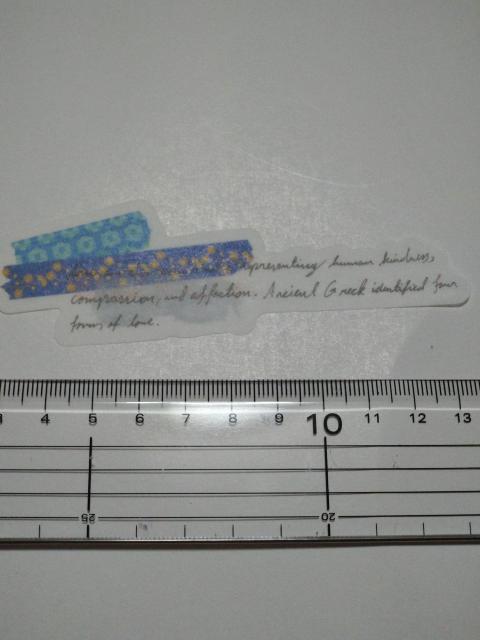 representing human kindness,
compassion, and affection. Ancient Greek identified four
forms of love.
4 5 6 7 8 9 10 11 12 13
25 20